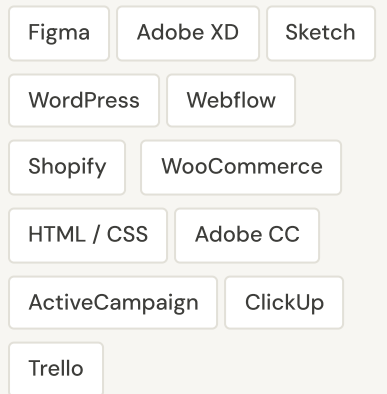 Figma Adobe XD Sketch
WordPress Webflow
Shopify WooCommerce
HTML / CSS Adobe CC
ActiveCampaign ClickUp
Trello